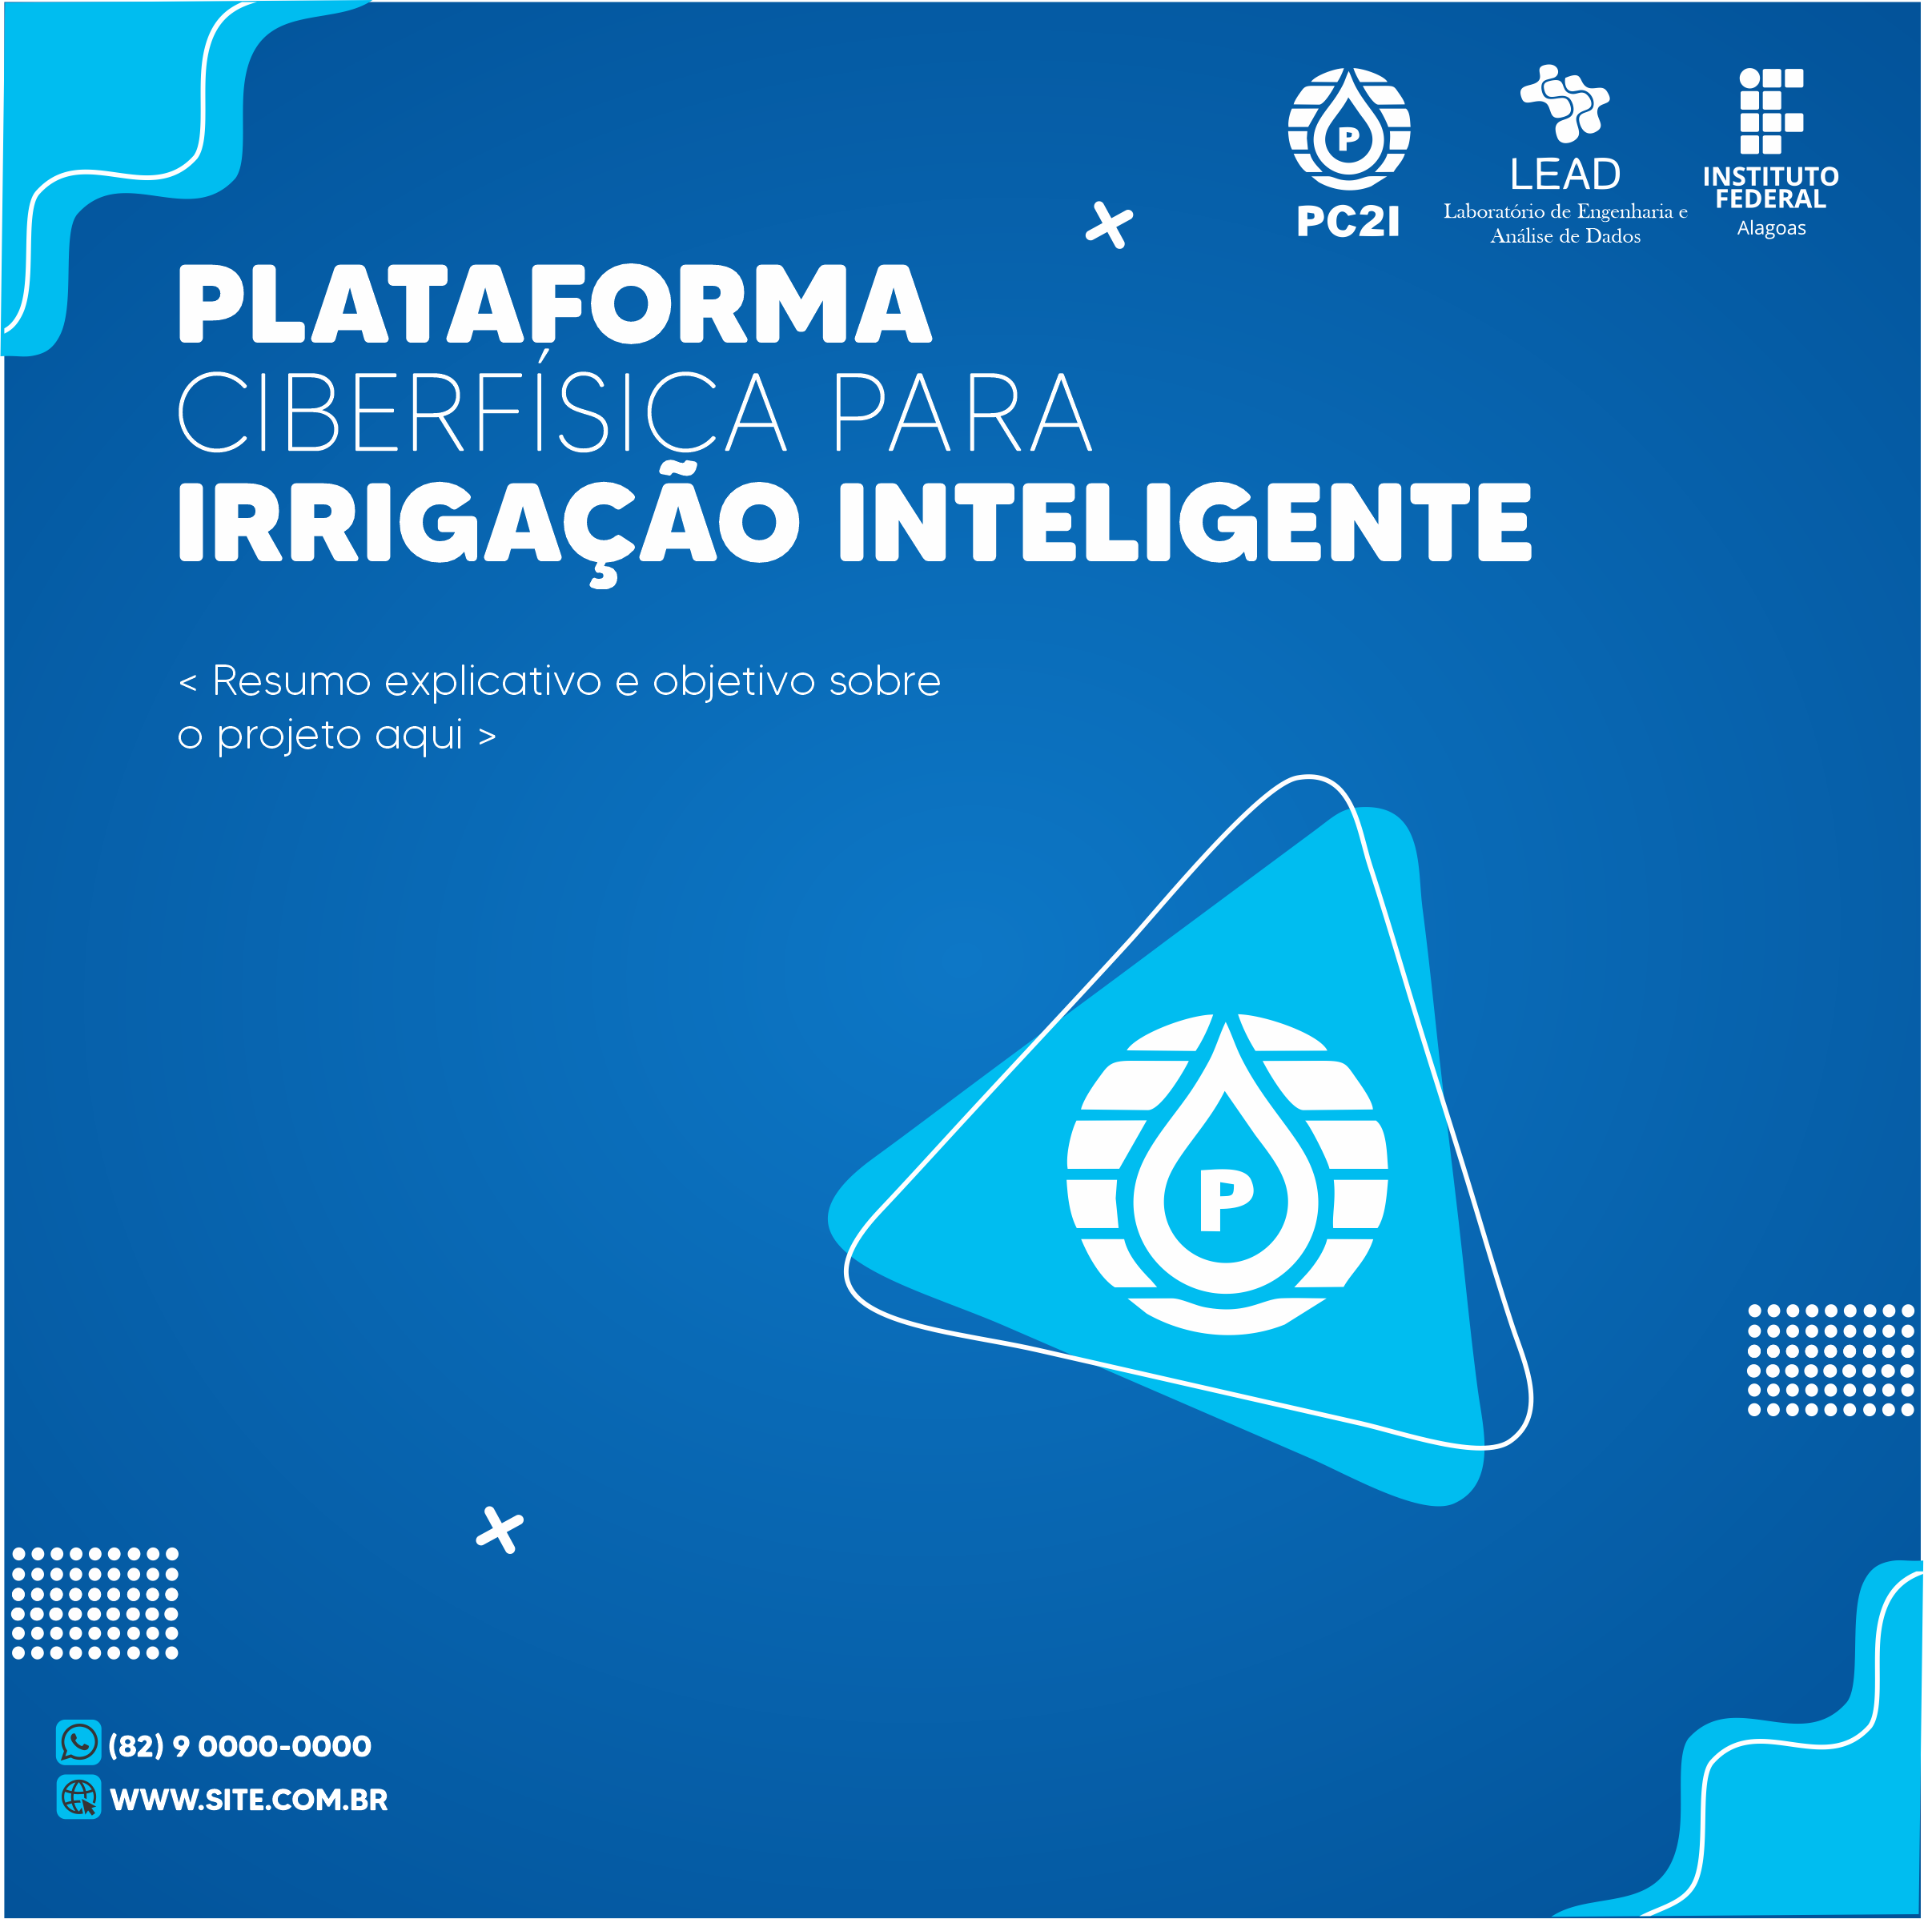 P
PC2I
LEAD
Laboratório de Engenharia e
Análise de Dados
INSTITUTO
FEDERAL
Alagoas
PLATAFORMA
CIBERFÍSICA PARA
IRRIGAÇÃO INTELIGENTE
< Resumo explicativo e objetivo sobre
o projeto aqui >
P
(82) 9 0000-0000
WWW.SITE.COM.BR